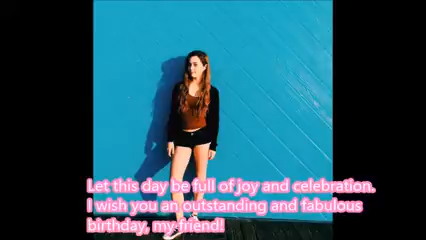 Let this day be full of joy and celebration.
I wish you an outstanding and fabulous
birthday, my friend!